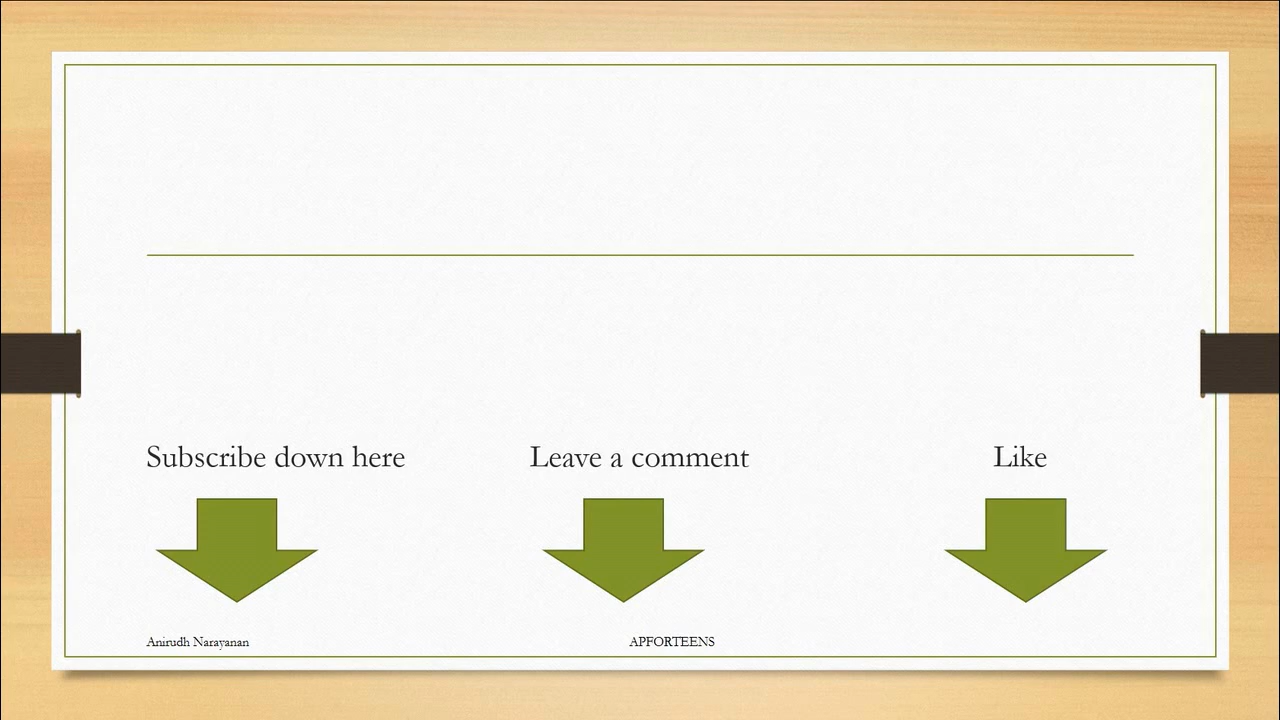 Subscribe down here
Leave a comment
Like
Anirudh Narayanan
APFORTEENS